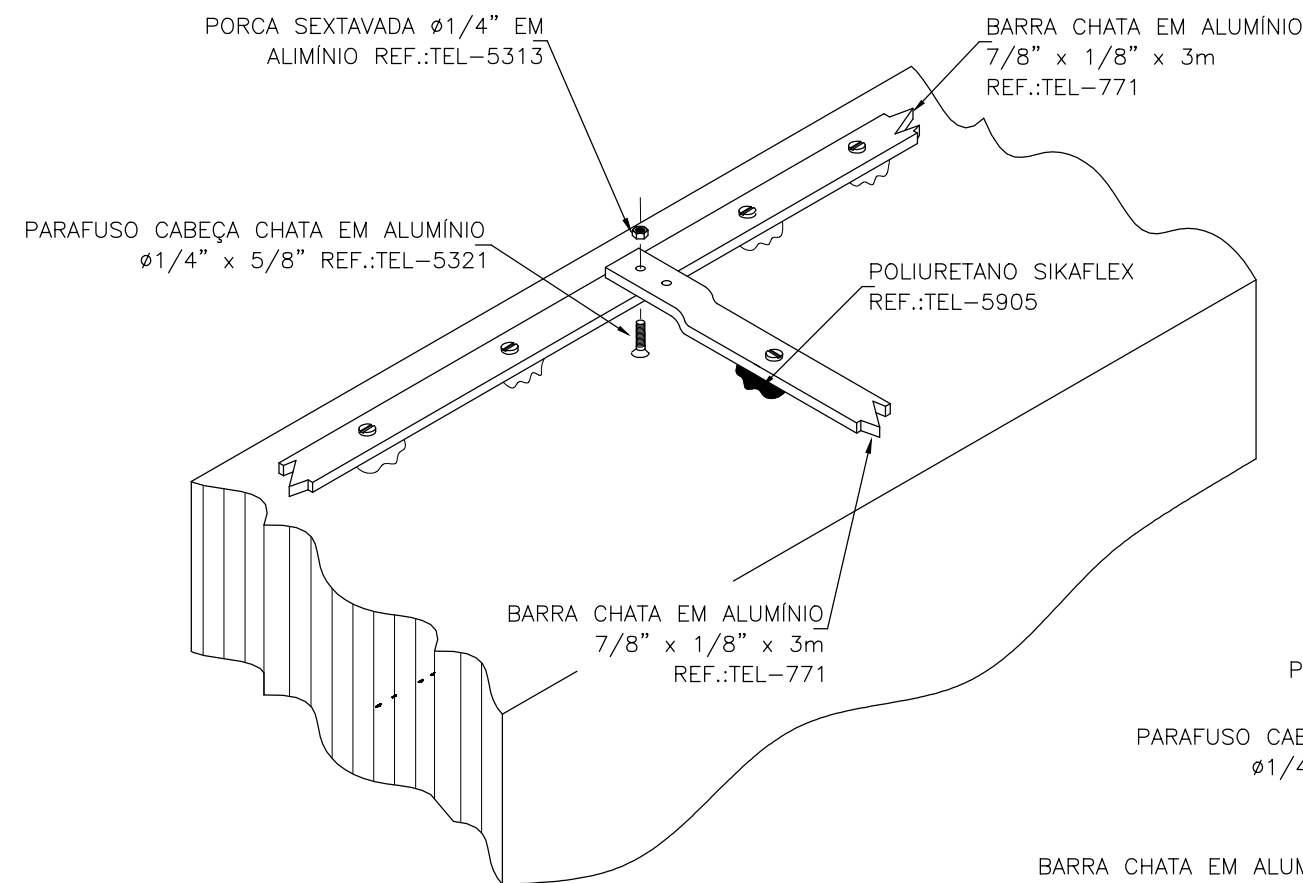 PORCA SEXTAVADA ø1/4” EM
ALIMÍNIO REF.:TEL-5313
BARRA CHATA EM ALUMÍNIO
7/8” x 1/8” x 3m
REF.:TEL-771
PARAFUSO CABEÇA CHATA EM ALUMÍNIO
ø1/4” x 5/8” REF.:TEL-5321
POLIURETANO SIKAFLEX
REF.:TEL-5905
BARRA CHATA EM ALUMÍNIO
7/8” x 1/8” x 3m
REF.:TEL-771
P
PARAFUSO CAB
ø1/4
BARRA CHATA EM ALUM